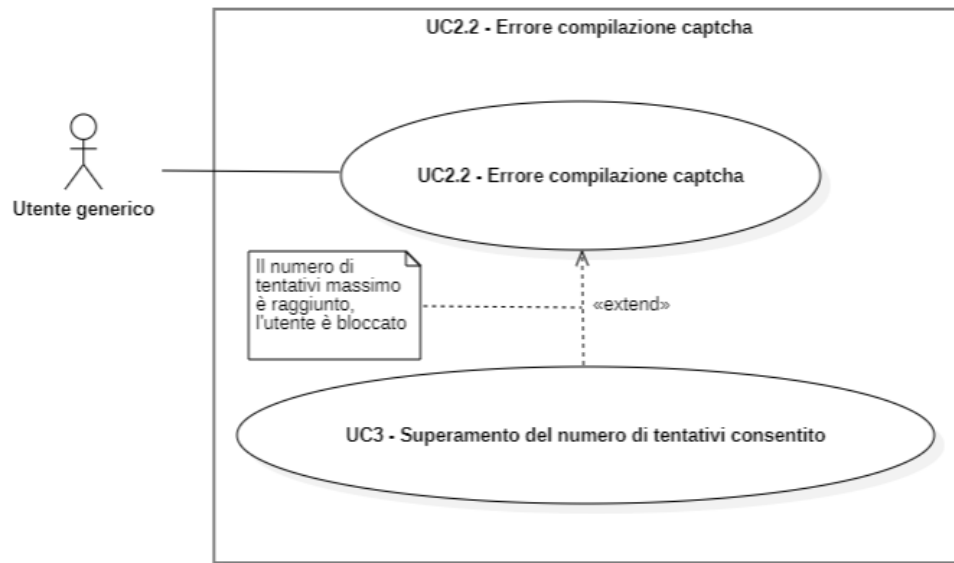 UC2.2 - Errore compilazione captcha
UC2.2 - Errore compilazione captcha
Utente generico
Il numero di
tentativi massimo
è raggiunto,
l'utente è bloccato
«extend»
UC3 - Superamento del numero di tentativi consentito